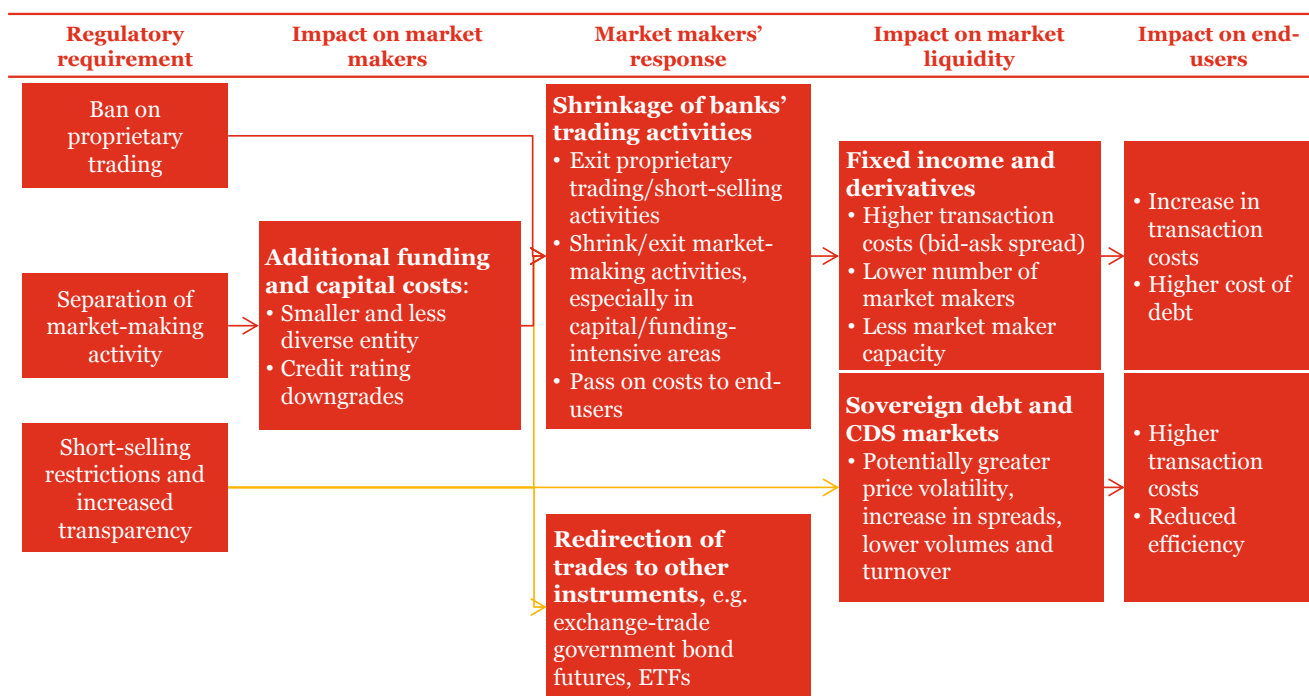 Regulatory
requirement
Impact on market
makers
Market makers’
response
Impact on market
liquidity
Impact on end-
users
Ban on
proprietary
trading
Separation of
market-making
activity
Short-selling
restrictions and
increased
transparency
Additional funding
and capital costs:
• Smaller and less
diverse entity
• Credit rating
downgrades
Shrinkage of banks’
trading activities
• Exit proprietary
trading/short-selling
activities
• Shrink/exit market-
making activities,
especially in
capital/funding-
intensive areas
• Pass on costs to end-
users
Redirection of
trades to other
instruments, e.g.
exchange-trade
government bond
futures, ETFs
Fixed income and
derivatives
• Higher transaction
costs (bid-ask spread)
• Lower number of
market makers
• Less market maker
capacity
Sovereign debt and
CDS markets
• Potentially greater
price volatility,
increase in spreads,
lower volumes and
turnover
• Increase in
transaction
costs
• Higher cost of
debt
• Higher
transaction
costs
• Reduced
efficiency